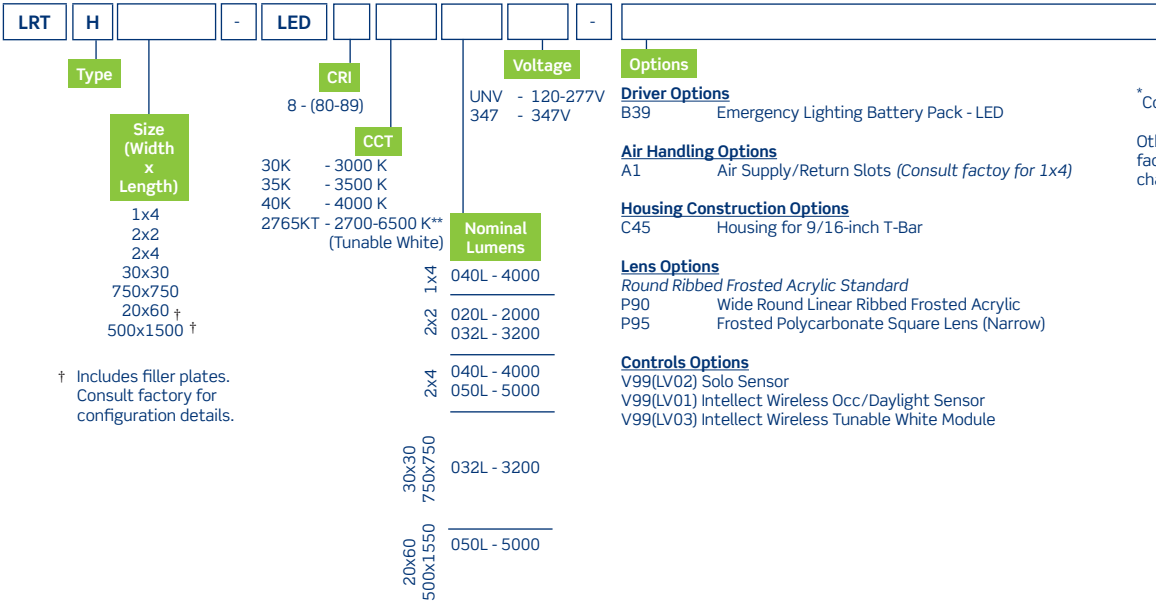 LRT H - LED -
Type
Size
(Width
x
Length)
1x4
2x2
2x4
30x30
750x750
20x60 †
500x1500 †
† Includes filler plates.
Consult factory for
configuration details.
CRI
8 - (80-89)
CCT
30K - 3000 K
35K - 3500 K
40K - 4000 K
2765KT - 2700-6500 K**
(Tunable White)
Nominal
Lumens
1x4
040L - 4000
2x2
020L - 2000
032L - 3200
2x4
040L - 4000
050L - 5000
30x30
750x750
032L - 3200
20x60
500x1550
050L - 5000
Voltage
UNV - 120-277V
347 - 347V
Options
Driver Options
B39 Emergency Lighting Battery Pack - LED
Air Handling Options
A1 Air Supply/Return Slots (Consult factoy for 1x4)
Housing Construction Options
C45 Housing for 9/16-inch T-Bar
Lens Options
Round Ribbed Frosted Acrylic Standard
P90 Wide Round Linear Ribbed Frosted Acrylic
P95 Frosted Polycarbonate Square Lens (Narrow)
Controls Options
V99(LV02) Solo Sensor
V99(LV01) Intellect Wireless Occ/Daylight Sensor
V99(LV03) Intellect Wireless Tunable White Module